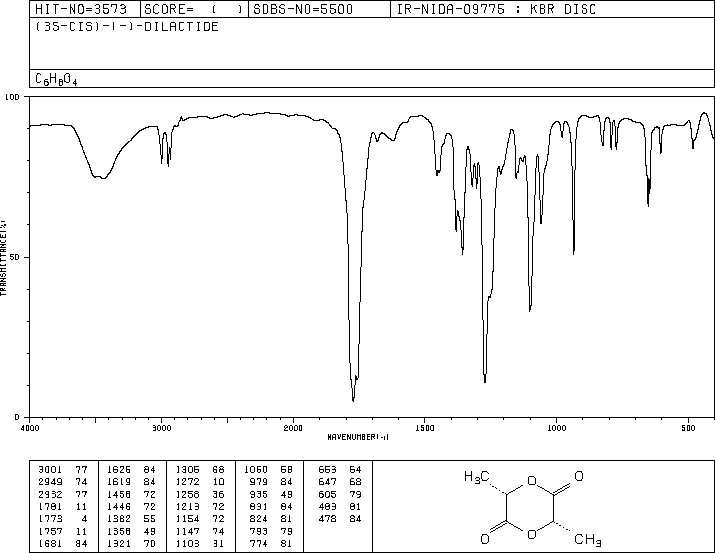 HIT-NO=3573 SCORE= ( ) SDBS-NO=5500 IR-NIDA-09775 : KBR DISC
(3S-CIS)-(-)-DILACTIDE
C6H8O4
100
50
0
TRANSMITTANCE(%)
4000 3000 2000 1500 1000 500
WAVENUMBER(-1)
3001 77 1626 84 1306 68 1060 58 653 64
2949 74 1619 84 1272 10 979 84 647 68
2932 77 1458 72 1256 36 935 49 605 79
1781 11 1446 72 1213 72 831 84 483 81
1773 4 1382 55 1154 72 824 81 478 84
1757 11 1358 49 1147 74 793 79
1681 84 1321 70 1103 31 774 81
H3C O O
O O CH3